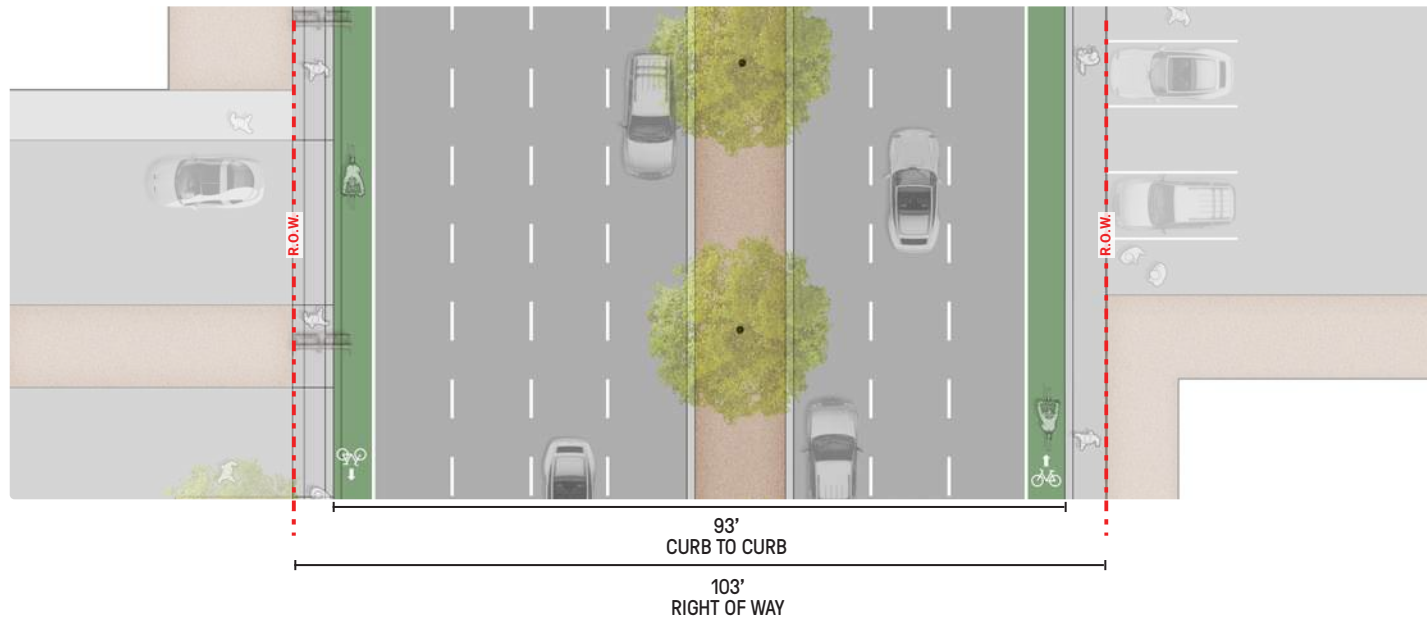 R.O.W.
R.O.W.
93’
CURB TO CURB
103’
RIGHT OF WAY